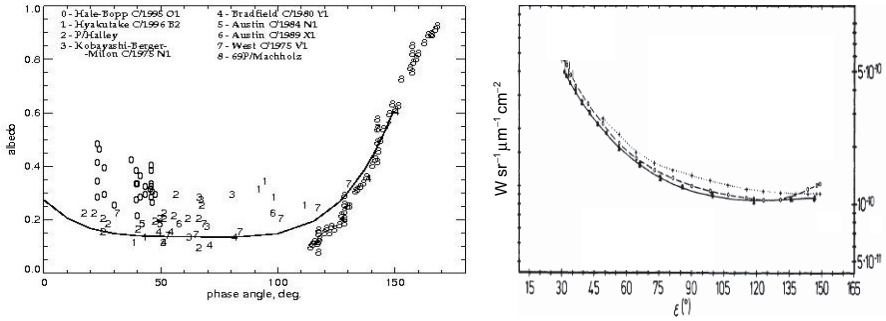 0 - Hale-Bopp C/1995 O1
1 - Hyakutake C/1996 B2
2 - P/Halley
3 - Kobayashi-Berger-
-Milon C/1975 N1
4 - Bradfield C/1980 Y1
5 - Austin C/1984 N1
6 - Austin C/1989 X1
7 - West C/1975 V1
8 - 69P/Machholz
albedo
1.0
0.8
0.6
0.4
0.2
0.0
0 50 100 150
phase angle, deg.
W sr⁻¹ μm⁻¹ cm⁻²
5·10⁻¹⁰
10⁻¹⁰
5·10⁻¹¹
15 30 45 60 75 90 105 120 135 150 165
ε(°)